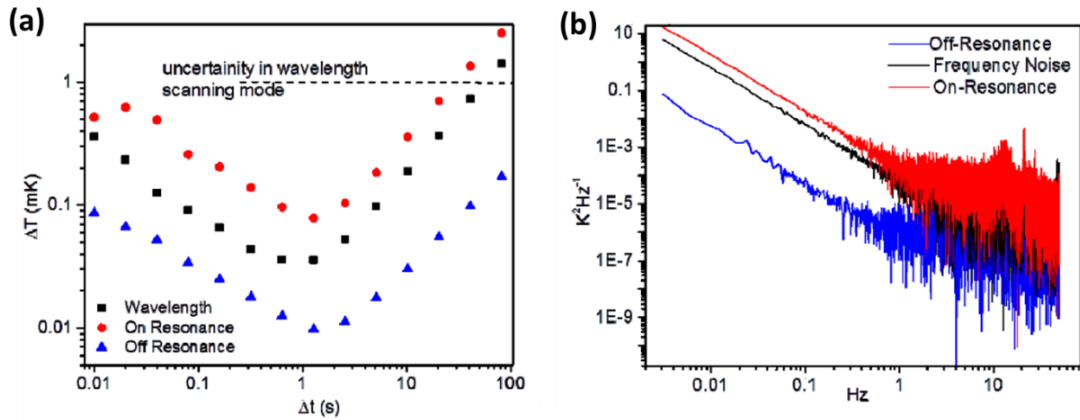 (a)
ΔT (mK)
1
0.1
0.01
uncertainity in wavelength
scanning mode
Wavelength
On Resonance
Off Resonance
0.01 0.1 1 10 100
Δt (s)
(b)
K²Hz⁻¹
10
0.1
1E-3
1E-5
1E-7
1E-9
Off-Resonance
Frequency Noise
On-Resonance
0.01 0.1 1 10
Hz